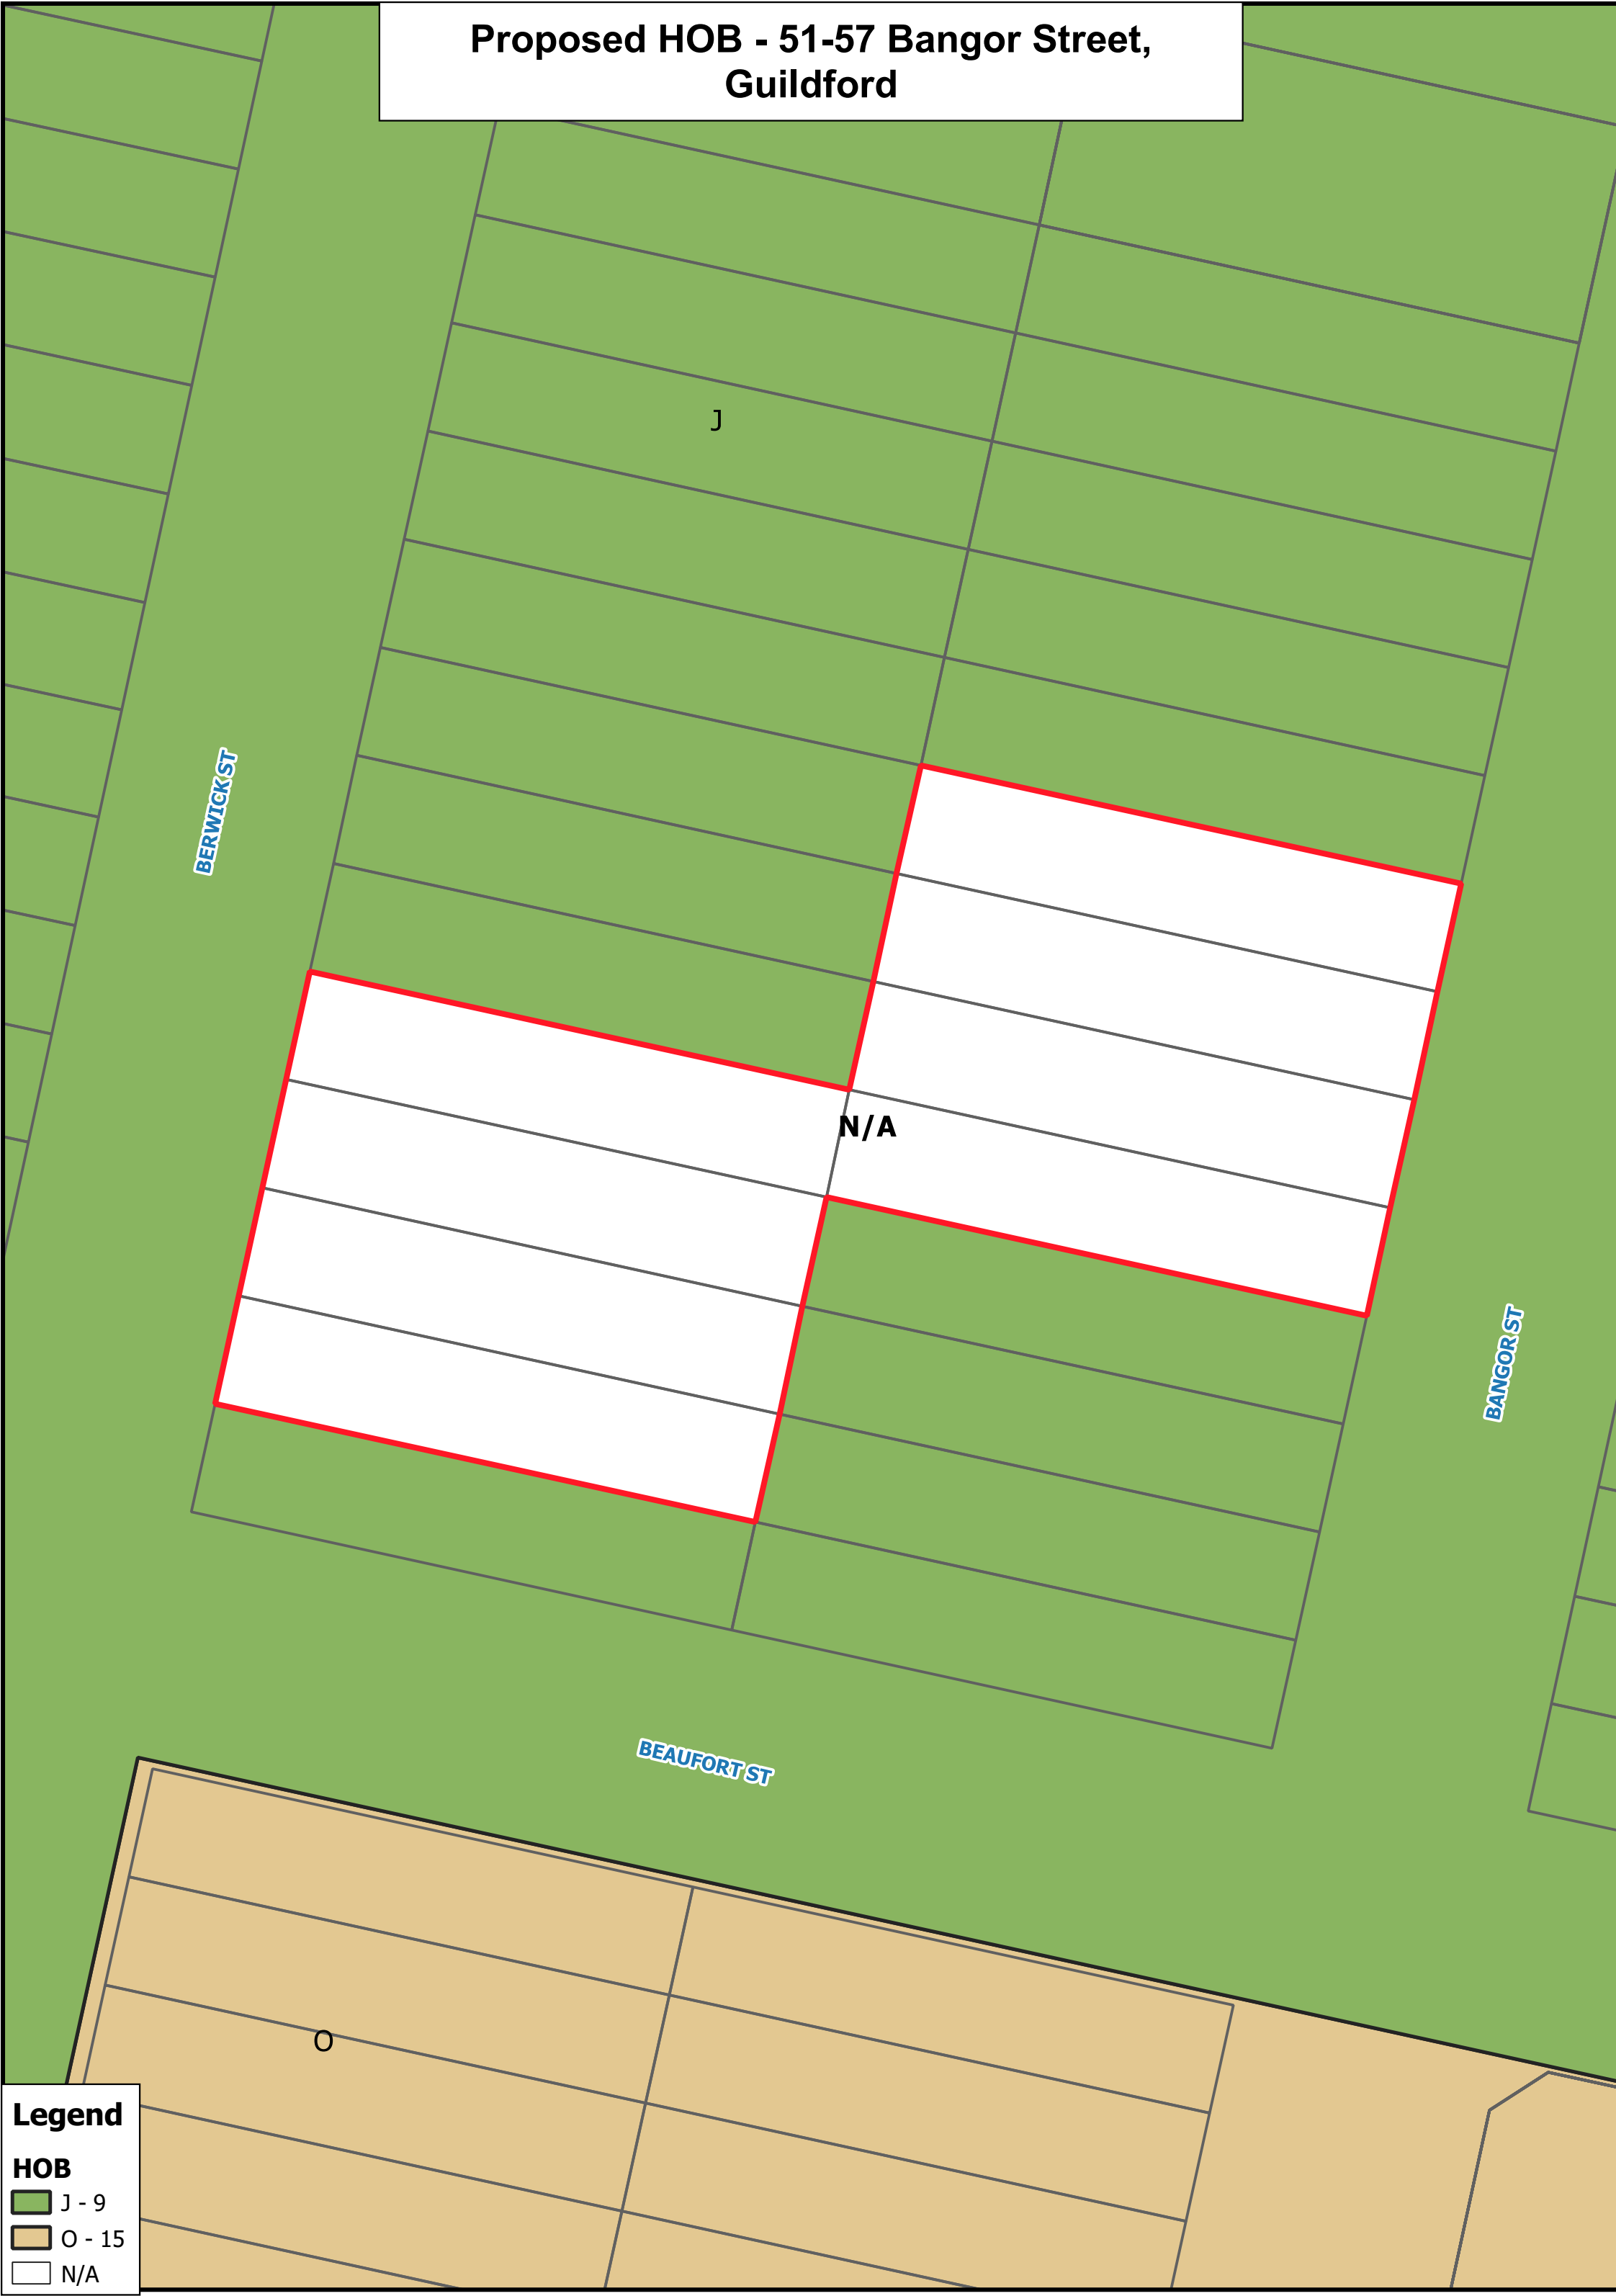 Proposed HOB - 51-57 Bangor Street,
Guildford
J
BERWICK ST
N/A
BANGOR ST
BEAUFORT ST
O
Legend
HOB
J - 9
O - 15
N/A